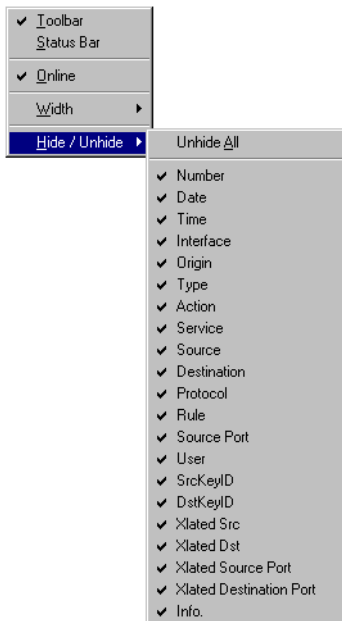 Toolbar
Status Bar
Online
Width
Hide / Unhide
Unhide All
Number
Date
Time
Interface
Origin
Type
Action
Service
Source
Destination
Protocol
Rule
Source Port
User
SrcKeyID
DstKeyID
Xlated Src
Xlated Dst
Xlated Source Port
Xlated Destination Port
Info.